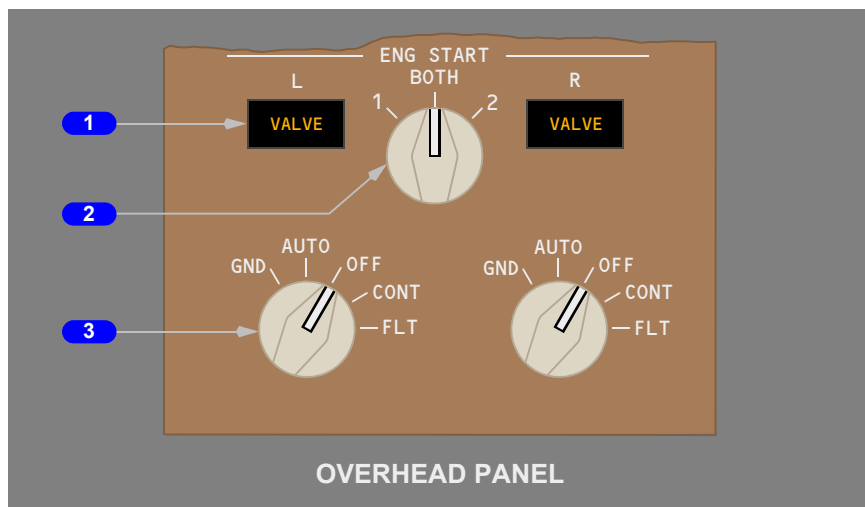 ENG START
L
BOTH
R
1
2
VALVE
VALVE
1
2
GND
AUTO
OFF
CONT
FLT
GND
AUTO
OFF
CONT
FLT
3
OVERHEAD PANEL